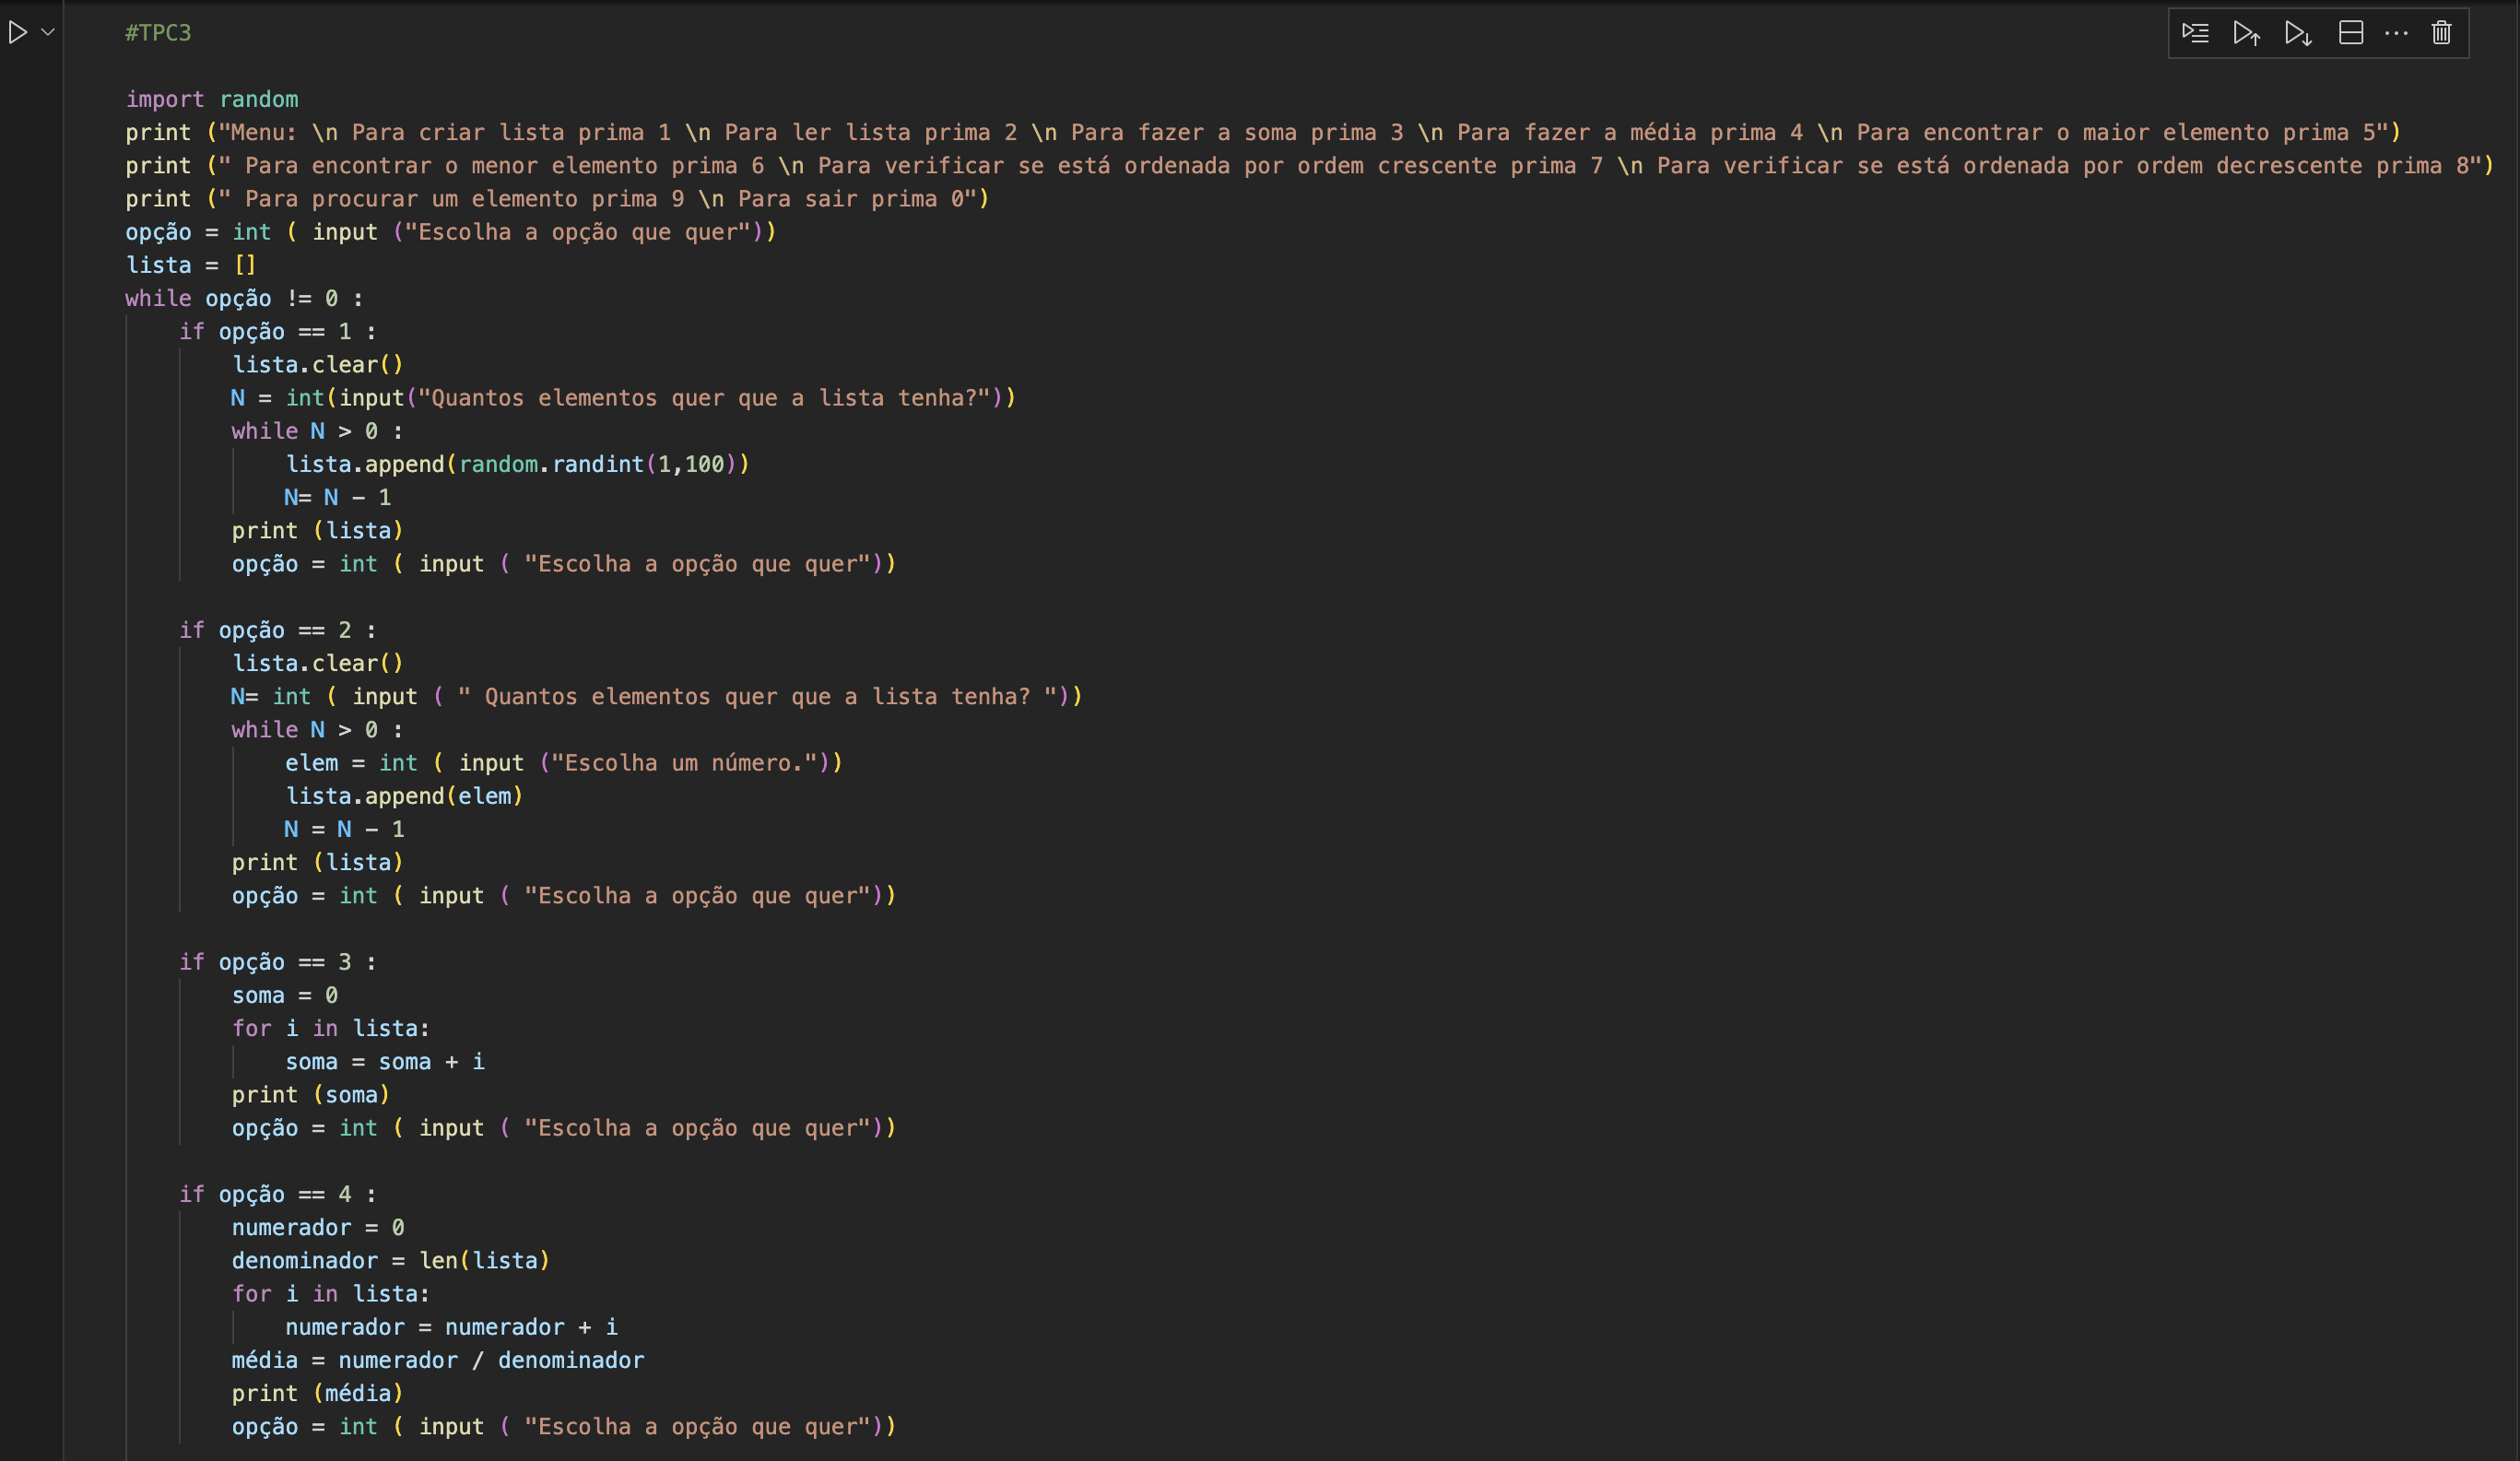 #TPC3
import random
print ("Menu: \n Para criar lista prima 1 \n Para ler lista prima 2 \n Para fazer a soma prima 3 \n Para fazer a média prima 4 \n Para encontrar o maior elemento prima 5")
print (" Para encontrar o menor elemento prima 6 \n Para verificar se está ordenada por ordem crescente prima 7 \n Para verificar se está ordenada por ordem decrescente prima 8")
print (" Para procurar um elemento prima 9 \n Para sair prima 0")
opção = int ( input ("Escolha a opção que quer"))
lista = []
while opção != 0 :
    if opção == 1 :
        lista.clear()
        N = int(input("Quantos elementos quer que a lista tenha?"))
        while N > 0 :
            lista.append(random.randint(1,100))
            N= N - 1
        print (lista)
        opção = int ( input ( "Escolha a opção que quer"))
    if opção == 2 :
        lista.clear()
        N= int ( input ( " Quantos elementos quer que a lista tenha? "))
        while N > 0 :
            elem = int ( input ("Escolha um número."))
            lista.append(elem)
            N = N - 1
        print (lista)
        opção = int ( input ( "Escolha a opção que quer"))
    if opção == 3 :
        soma = 0
        for i in lista:
            soma = soma + i
        print (soma)
        opção = int ( input ( "Escolha a opção que quer"))
    if opção == 4 :
        numerador = 0
        denominador = len(lista)
        for i in lista:
            numerador = numerador + i
        média = numerador / denominador
        print (média)
        opção = int ( input ( "Escolha a opção que quer"))